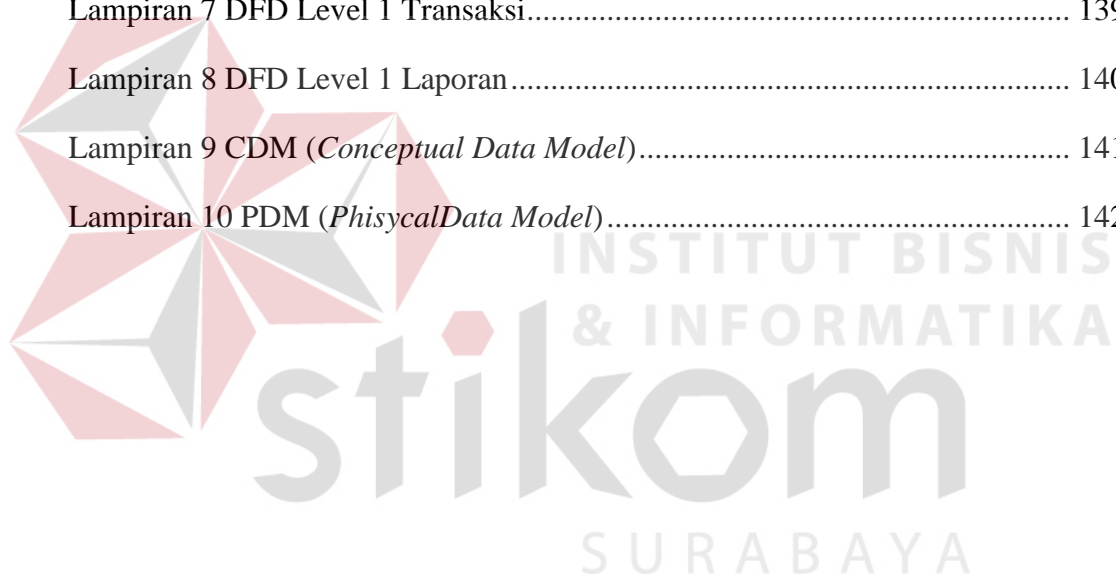 Lampiran 7 DFD Level 1 Transaksi.................................................................... 139
Lampiran 8 DFD Level 1 Laporan...................................................................... 140
Lampiran 9 CDM (Conceptual Data Model)...................................................... 141
Lampiran 10 PDM (PhisycalData Model).......................................................... 142
INSTITUT BISNIS
& INFORMATIKA
stikom
SURABAYA